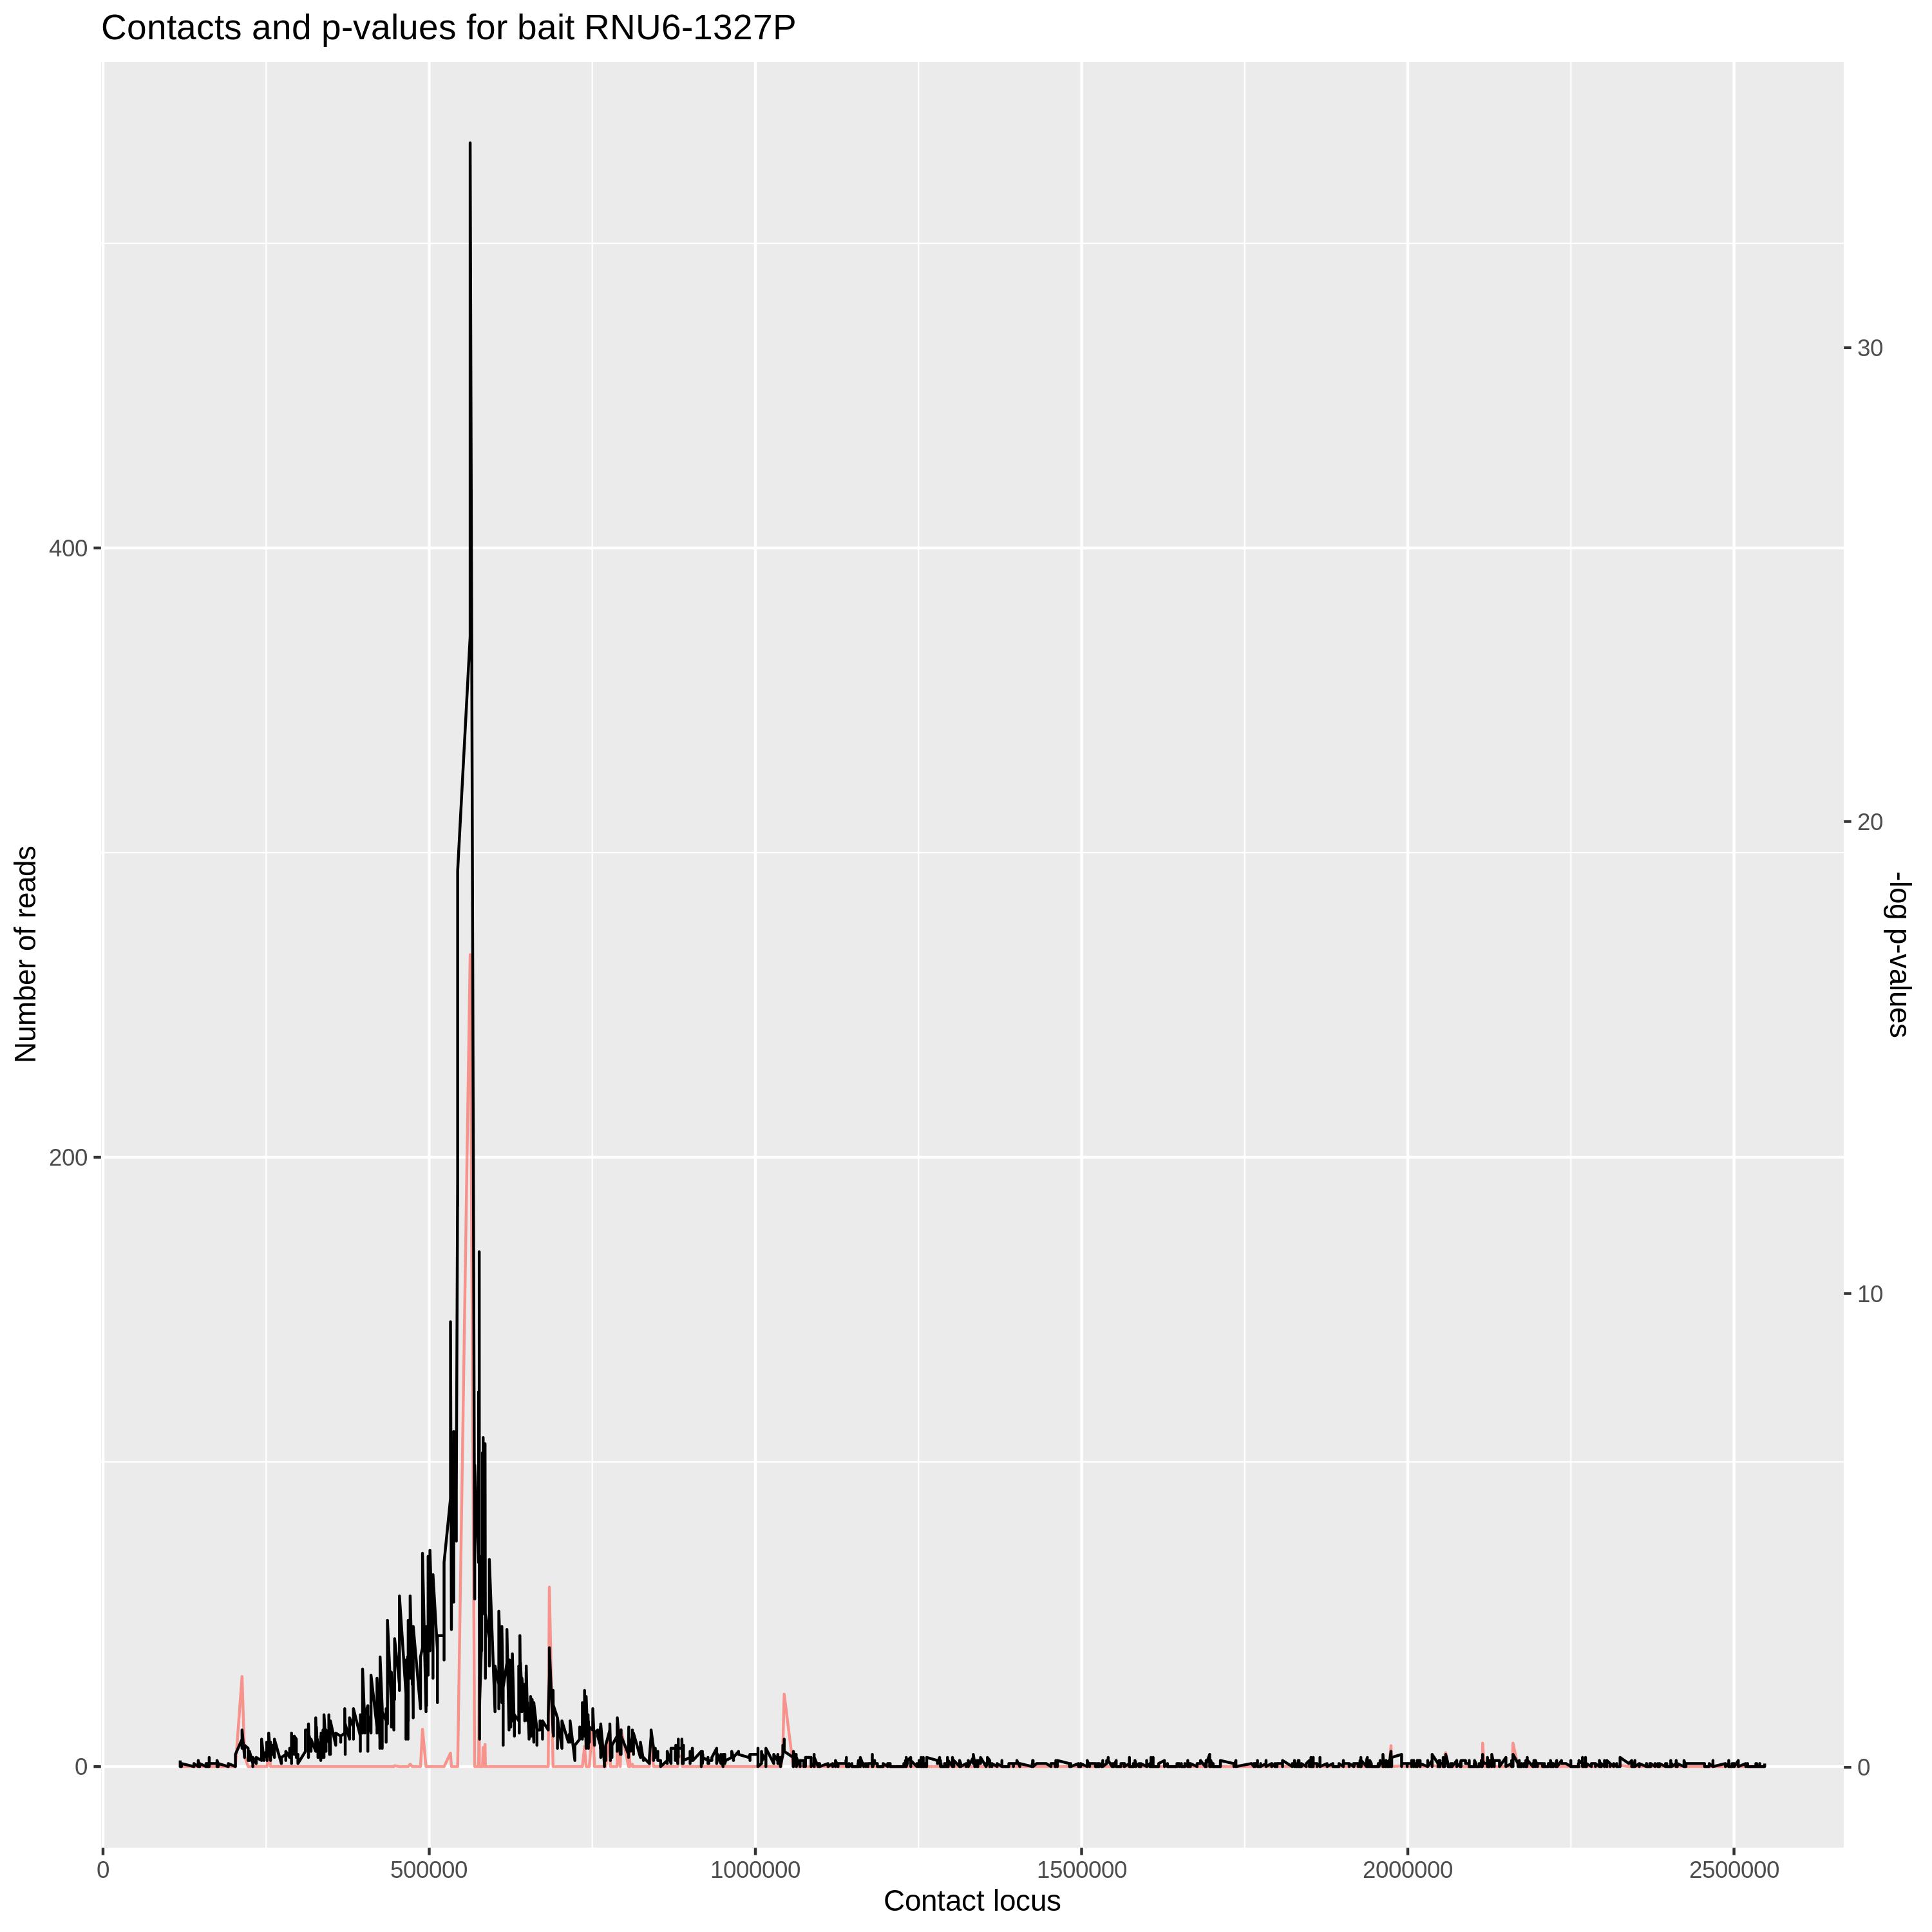 Contacts and p-values for bait RNU6-1327P
400
200
0
Number of reads
30
20
10
0
-log p-values
0 500000 1000000 1500000 2000000 2500000
Contact locus